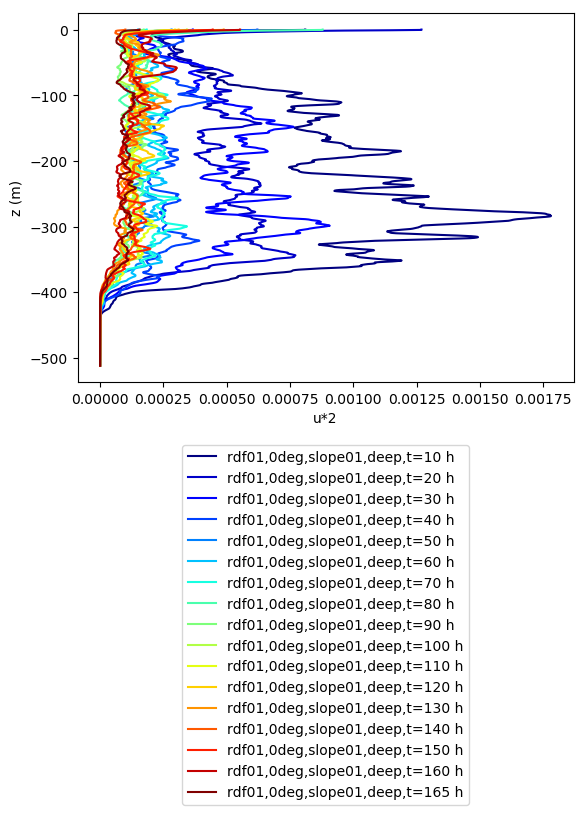 0
−100
−200
−300
−400
−500
z (m)
0.00000 0.00025 0.00050 0.00075 0.00100 0.00125 0.00150 0.00175
u*2
rdf01,0deg,slope01,deep,t=10 h
rdf01,0deg,slope01,deep,t=20 h
rdf01,0deg,slope01,deep,t=30 h
rdf01,0deg,slope01,deep,t=40 h
rdf01,0deg,slope01,deep,t=50 h
rdf01,0deg,slope01,deep,t=60 h
rdf01,0deg,slope01,deep,t=70 h
rdf01,0deg,slope01,deep,t=80 h
rdf01,0deg,slope01,deep,t=90 h
rdf01,0deg,slope01,deep,t=100 h
rdf01,0deg,slope01,deep,t=110 h
rdf01,0deg,slope01,deep,t=120 h
rdf01,0deg,slope01,deep,t=130 h
rdf01,0deg,slope01,deep,t=140 h
rdf01,0deg,slope01,deep,t=150 h
rdf01,0deg,slope01,deep,t=160 h
rdf01,0deg,slope01,deep,t=165 h